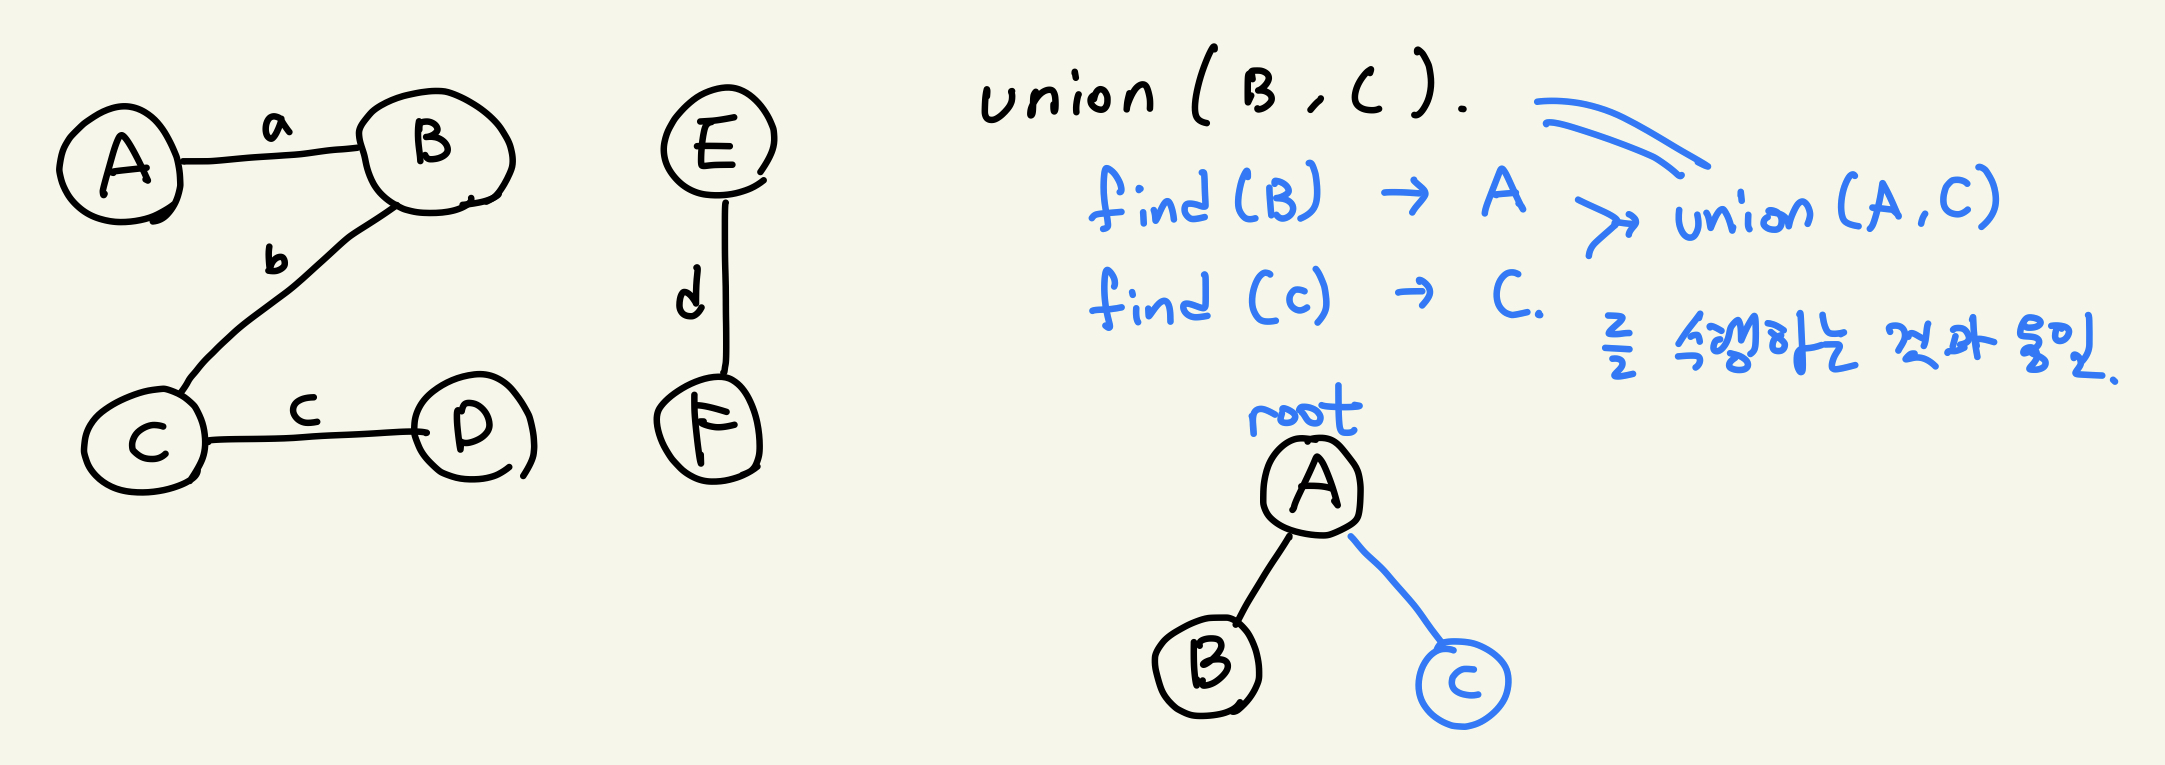 A a B
b
C c D
E
d
F
union (B, C).
find (B) → A
union (A, C)
find (C) → C.
를 수행하는 것과 동일.
root
A
B
C